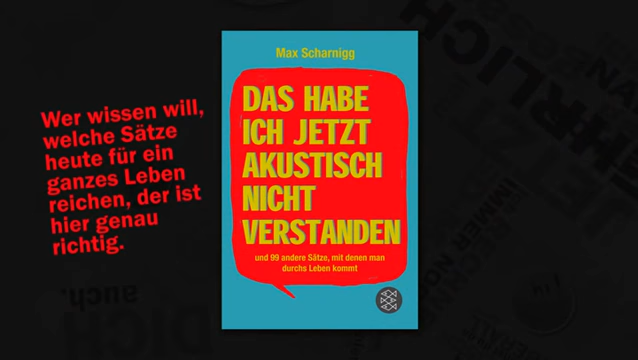 Wer wissen will,
welche Sätze
heute für ein
ganzes Leben
reichen, der ist
hier genau
richtig.
Max Scharnigg
DAS HABE
ICH JETZT
AKUSTISCH
NICHT
VERSTANDEN
und 99 andere Sätze, mit denen man
durchs Leben kommt
auch.